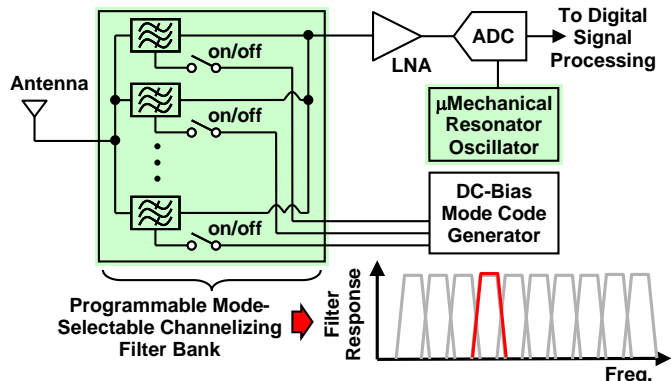 on/off
To Digital
Signal
Processing
ADC
LNA
Antenna
on/off
μMechanical
Resonator
Oscillator
on/off
DC-Bias
Mode Code
Generator
Programmable Mode-
Selectable Channelizing
Filter Bank
Filter
Response
Freq.